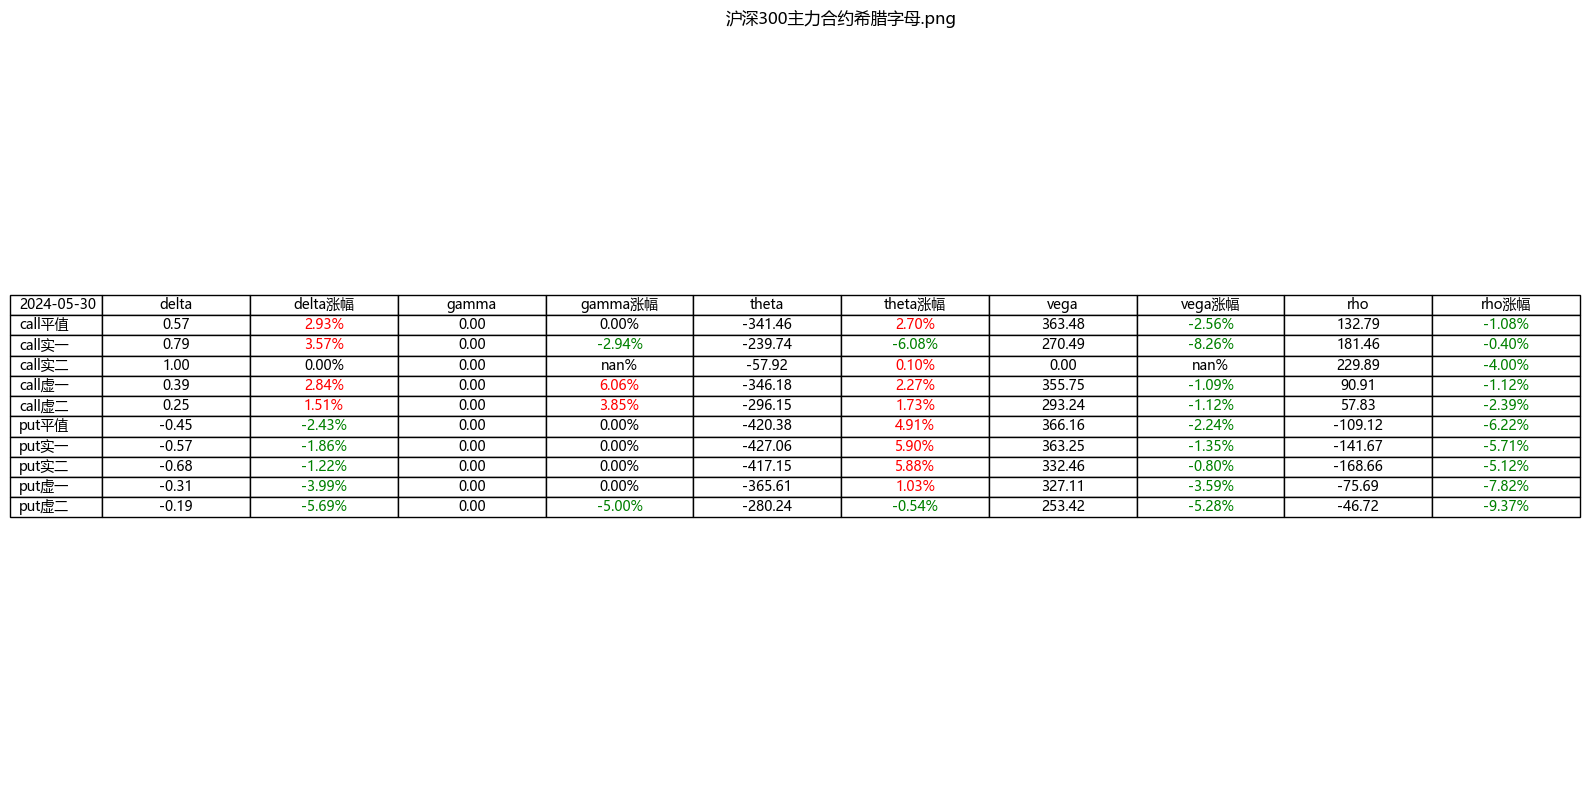 沪深300主力合约希腊字母.png
2024-05-30 delta delta涨幅 gamma gamma涨幅 theta theta涨幅 vega vega涨幅 rho rho涨幅
call平值 0.57 2.93% 0.00 0.00% -341.46 2.70% 363.48 -2.56% 132.79 -1.08%
call实一 0.79 3.57% 0.00 -2.94% -239.74 -6.08% 270.49 -8.26% 181.46 -0.40%
call实二 1.00 0.00% 0.00 nan% -57.92 0.10% 0.00 nan% 229.89 -4.00%
call虚一 0.39 2.84% 0.00 6.06% -346.18 2.27% 355.75 -1.09% 90.91 -1.12%
call虚二 0.25 1.51% 0.00 3.85% -296.15 1.73% 293.24 -1.12% 57.83 -2.39%
put平值 -0.45 -2.43% 0.00 0.00% -420.38 4.91% 366.16 -2.24% -109.12 -6.22%
put实一 -0.57 -1.86% 0.00 0.00% -427.06 5.90% 363.25 -1.35% -141.67 -5.71%
put实二 -0.68 -1.22% 0.00 0.00% -417.15 5.88% 332.46 -0.80% -168.66 -5.12%
put虚一 -0.31 -3.99% 0.00 0.00% -365.61 1.03% 327.11 -3.59% -75.69 -7.82%
put虚二 -0.19 -5.69% 0.00 -5.00% -280.24 -0.54% 253.42 -5.28% -46.72 -9.37%